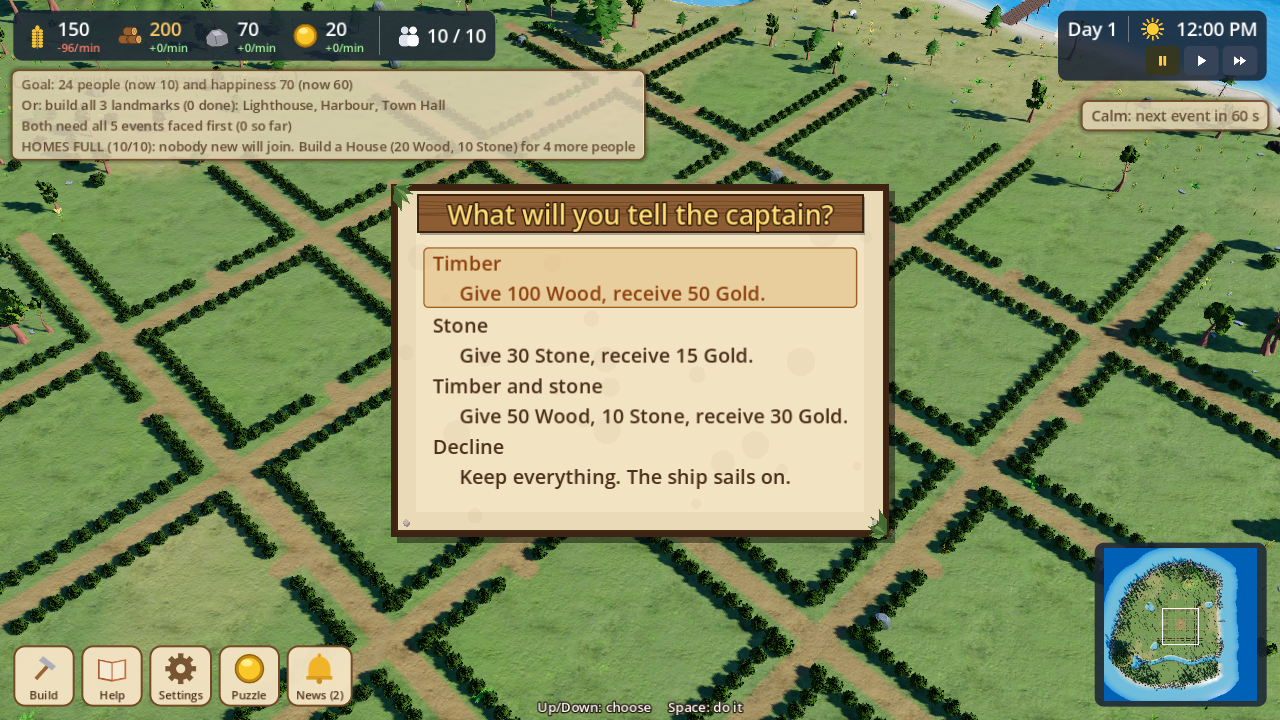 150
-96/min
200
+0/min
70
+0/min
20
+0/min
10 / 10
Day 1
12:00 PM
Goal: 24 people (now 10) and happiness 70 (now 60)
Or: build all 3 landmarks (0 done): Lighthouse, Harbour, Town Hall
Both need all 5 events faced first (0 so far)
HOMES FULL (10/10): nobody new will join. Build a House (20 Wood, 10 Stone) for 4 more people
Calm: next event in 60 s
What will you tell the captain?
Timber
Give 100 Wood, receive 50 Gold.
Stone
Give 30 Stone, receive 15 Gold.
Timber and stone
Give 50 Wood, 10 Stone, receive 30 Gold.
Decline
Keep everything. The ship sails on.
Build
Help
Settings
Puzzle
News (2)
Up/Down: choose Space: do it